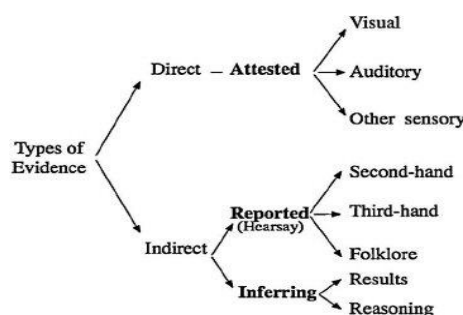 Types of
Evidence
Direct – Attested
Visual
Auditory
Other sensory
Indirect
Reported
(Hearsay)
Second-hand
Third-hand
Folklore
Inferring
Results
Reasoning